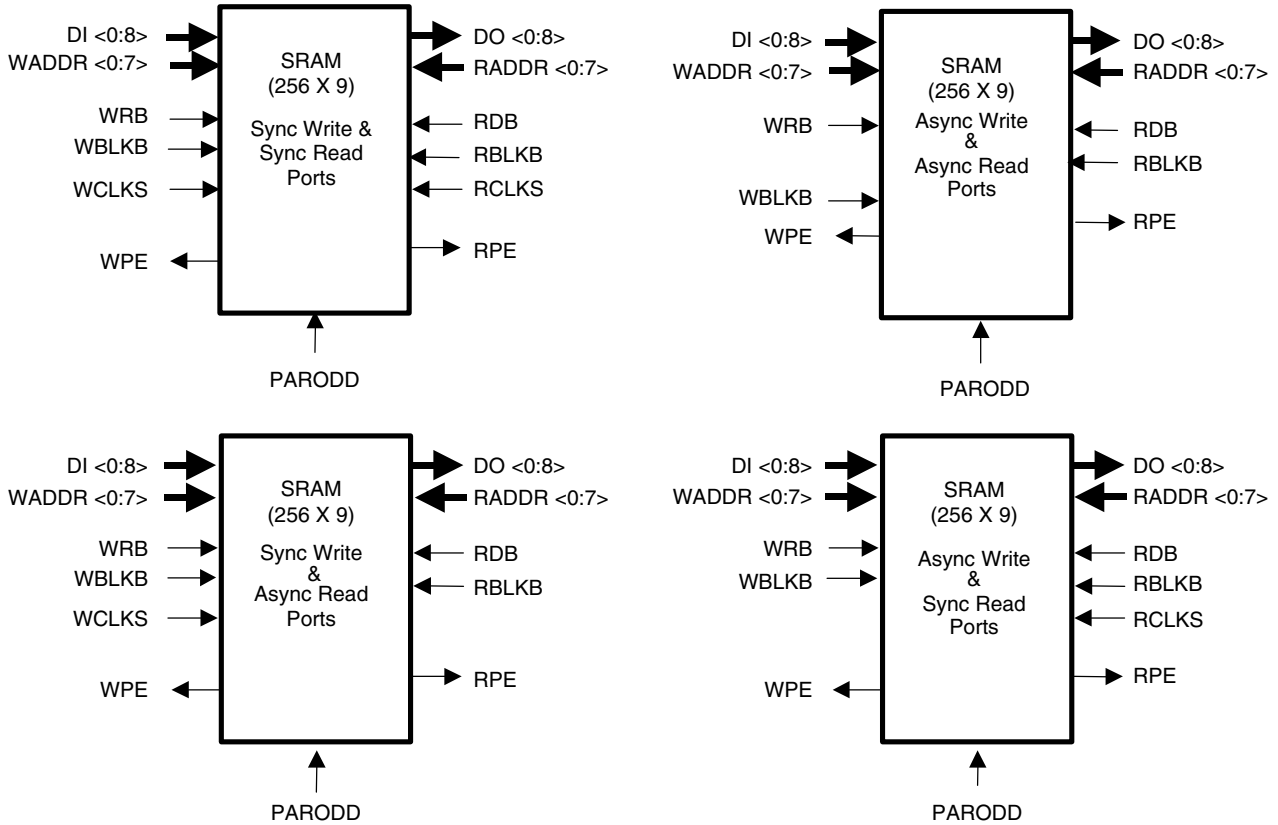 DI <0:8>
WADDR <0:7>
WRB
WBLKB
WCLKS
WPE
SRAM
(256 X 9)
Sync Write &
Sync Read
Ports
DO <0:8>
RADDR <0:7>
RDB
RBLKB
RCLKS
RPE
PARODD
DI <0:8>
WADDR <0:7>
WRB
WBLKB
WPE
SRAM
(256 X 9)
Async Write
&
Async Read
Ports
DO <0:8>
RADDR <0:7>
RDB
RBLKB
RPE
PARODD
DI <0:8>
WADDR <0:7>
WRB
WBLKB
WCLKS
WPE
SRAM
(256 X 9)
Sync Write
&
Async Read
Ports
DO <0:8>
RADDR <0:7>
RDB
RBLKB
RPE
PARODD
DI <0:8>
WADDR <0:7>
WRB
WBLKB
WPE
SRAM
(256 X 9)
Async Write
&
Sync Read
Ports
DO <0:8>
RADDR <0:7>
RDB
RBLKB
RCLKS
RPE
PARODD